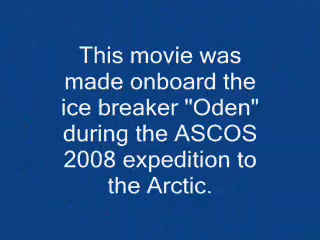 This movie was
made onboard the
ice breaker "Oden"
during the ASCOS
2008 expedition to
the Arctic.